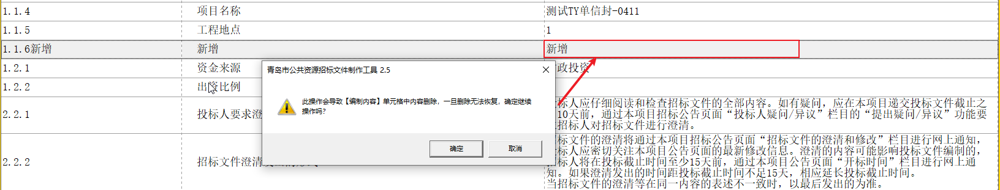 1.1.4 项目名称 测试TY单信封-0411
1.1.5 工程地点 1
1.1.6新增 新增 新增
1.2.1 资金来源 政投资
1.2.2 出资比例
青岛市公共资源招标文件制作工具 2.5
此操作会导致【编制内容】单元格中内容删除，一旦删除无法恢复，确定继续
操作吗？
确定 取消
2.2.1 投标人要求澄
标人应仔细阅读和检查招标文件的全部内容。如有疑问，应在本项目递交投标文件截止之
10天前，通过本项目招标公告页面“投标人疑问/异议”栏目的“提出疑问/异议”功能要
招标人对招标文件进行澄清。
2.2.2 招标文件澄清
标文件的澄清将通过本项目招标公告页面“招标文件的澄清和修改”栏目进行网上通知，
标人应密切关注本项目公告页面的最新修改信息。澄清的内容可能影响投标文件编制的，
标人将在投标截止时间至少15天前，通过本项目公告页面“开标时间”栏目进行网上通
知。如果澄清发出的时间距投标截止时间不足15天，相应延长投标截止时间。
当招标文件的澄清等在同一内容的表述不一致时，以最后发出的为准。